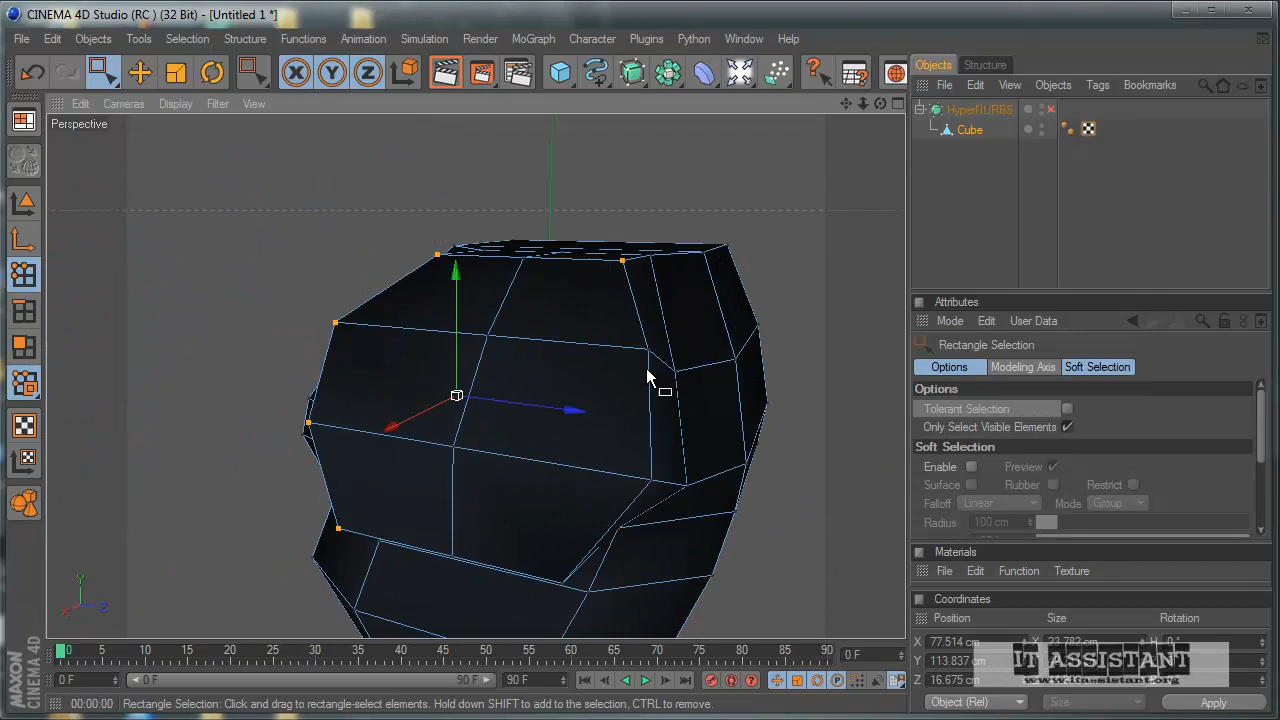 CINEMA 4D Studio (RC ) (32 Bit) - [Untitled 1 *]
File Edit Objects Tools Selection Structure Functions Animation Simulation Render MoGraph Character Plugins Python Window Help
X Y Z
Edit Cameras Display Filter View
Perspective
Objects Structure
File Edit View Objects Tags Bookmarks
HyperNURBS
Cube
Attributes
Mode Edit User Data
Rectangle Selection
Options Modeling Axis Soft Selection
Options
Tolerant Selection
Only Select Visible Elements
Soft Selection
Enable Preview
Surface Rubber Restrict
Falloff Linear Mode Group
Radius 100 cm
Materials
File Edit Function Texture
Coordinates
Position Size Rotation
X 77.514 cm X 23.782 cm H 0 °
Y 113.837 cm
Z 16.675 cm
Object (Rel) Size Apply
IT ASSISTANT
www.itassistant.org
Y
X Z
0 5 10 15 20 25 30 35 40 45 50 55 60 65 70 75 80 85 90 0 F
0 F 0 F 90 F 90 F
00:00:00 Rectangle Selection: Click and drag to rectangle-select elements. Hold down SHIFT to add to the selection, CTRL to remove.
MAXON
CINEMA 4D